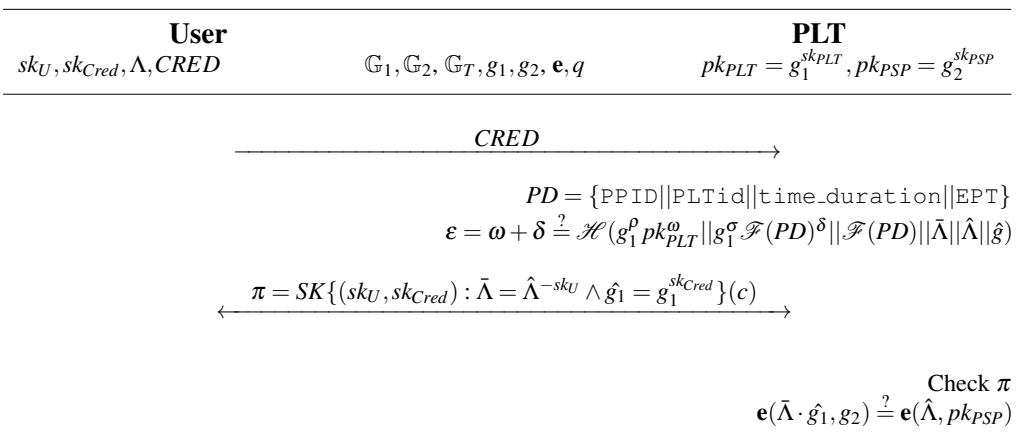 User PLT
sk_U, sk_Cred, Λ, CRED 𝔾_1, 𝔾_2, 𝔾_T, g_1, g_2, e, q pk_PLT = g_1^{sk_PLT}, pk_PSP = g_2^{sk_PSP}
CRED
PD = {PPID||PLTid||time_duration||EPT}
ε = ω + δ ≟ ℋ(g_1^ρ pk_PLT^ω||g_1^σ ℱ(PD)^δ||ℱ(PD)||Λ̄||Λ̂||ĝ)
π = SK{(sk_U, sk_Cred) : Λ̄ = Λ̂^{−sk_U} ∧ ĝ_1 = g_1^{sk_Cred}}(c)
Check π
e(Λ̄ · ĝ_1, g_2) ≟ e(Λ̂, pk_PSP)